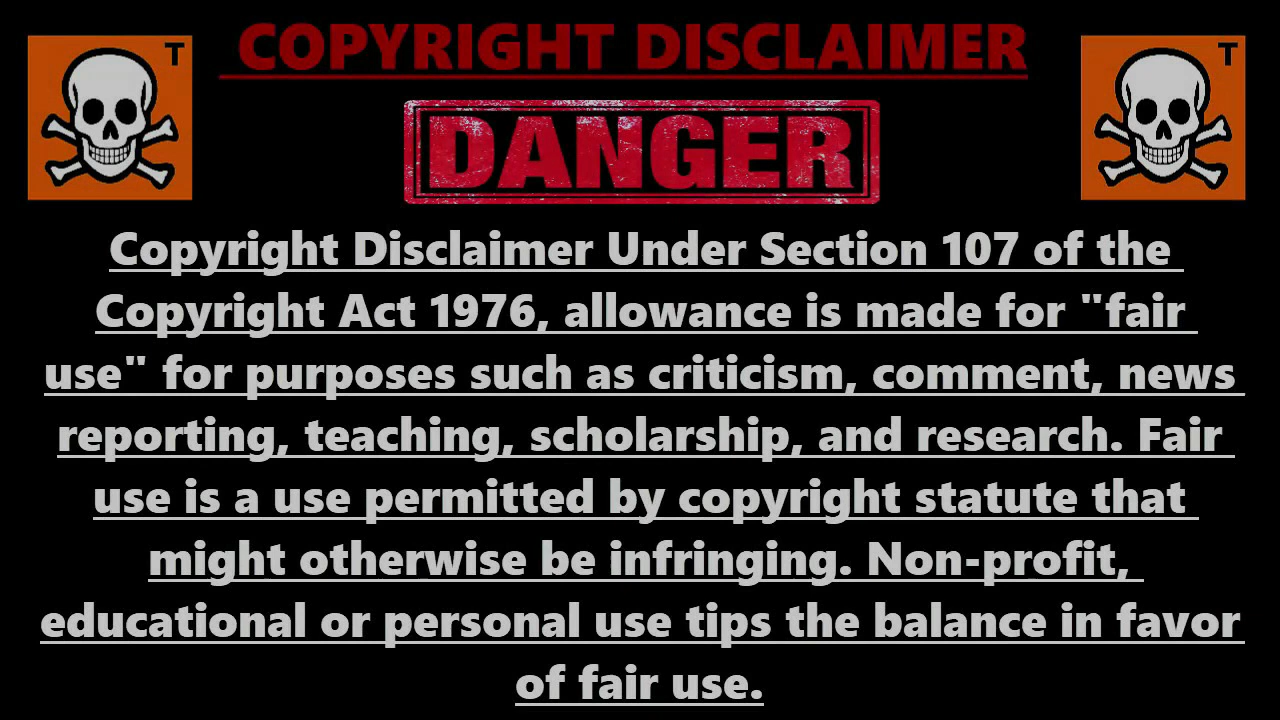 T COPYRIGHT DISCLAIMER T
DANGER
Copyright Disclaimer Under Section 107 of the
Copyright Act 1976, allowance is made for "fair
use" for purposes such as criticism, comment, news
reporting, teaching, scholarship, and research. Fair
use is a use permitted by copyright statute that
might otherwise be infringing. Non-profit,
educational or personal use tips the balance in favor
of fair use.